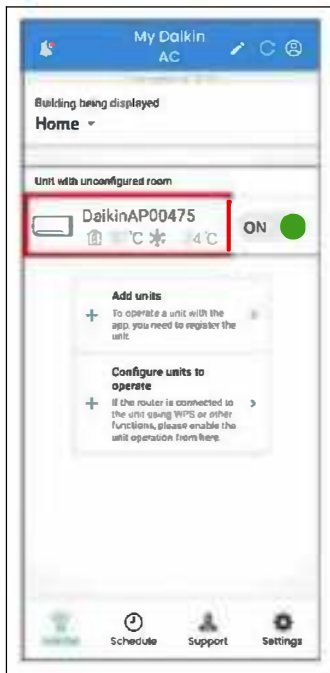 My Daikin
AC
Building being displayed
Home
Unit with unconfigured room
DaikinAP00475
°C 4°C
ON
Add units
To operate a unit with the
app, you need to register the
unit.
Configure units to
operate
If the router is connected to
the unit using WPS or other
functions, please enable the
unit operation from here.
Schedule
Support
Settings